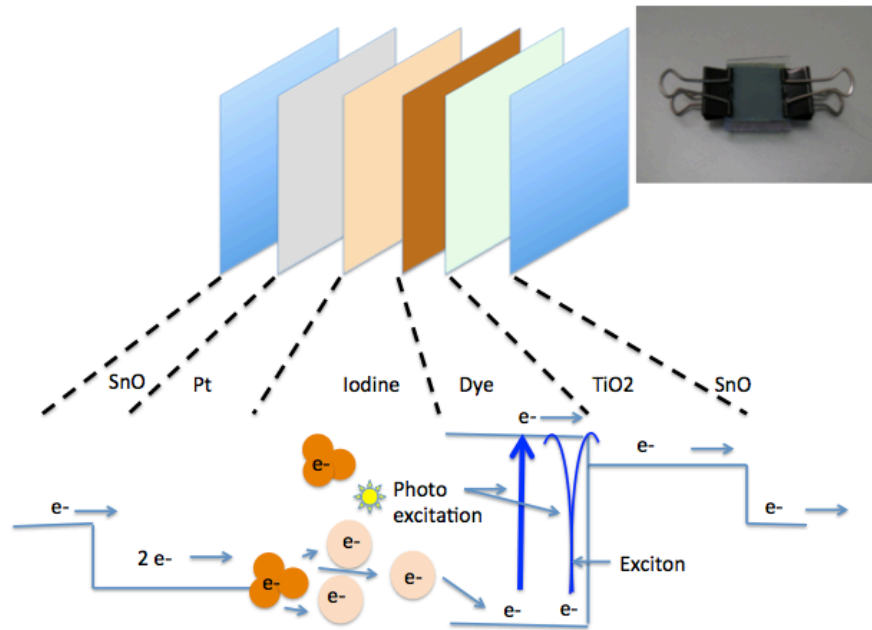 SnO
Pt
Iodine
Dye
TiO2
SnO
e-
e-
e-
Photo
excitation
e-
e-
e-
2 e-
e-
e-
e-
Exciton
e-
e-
e-